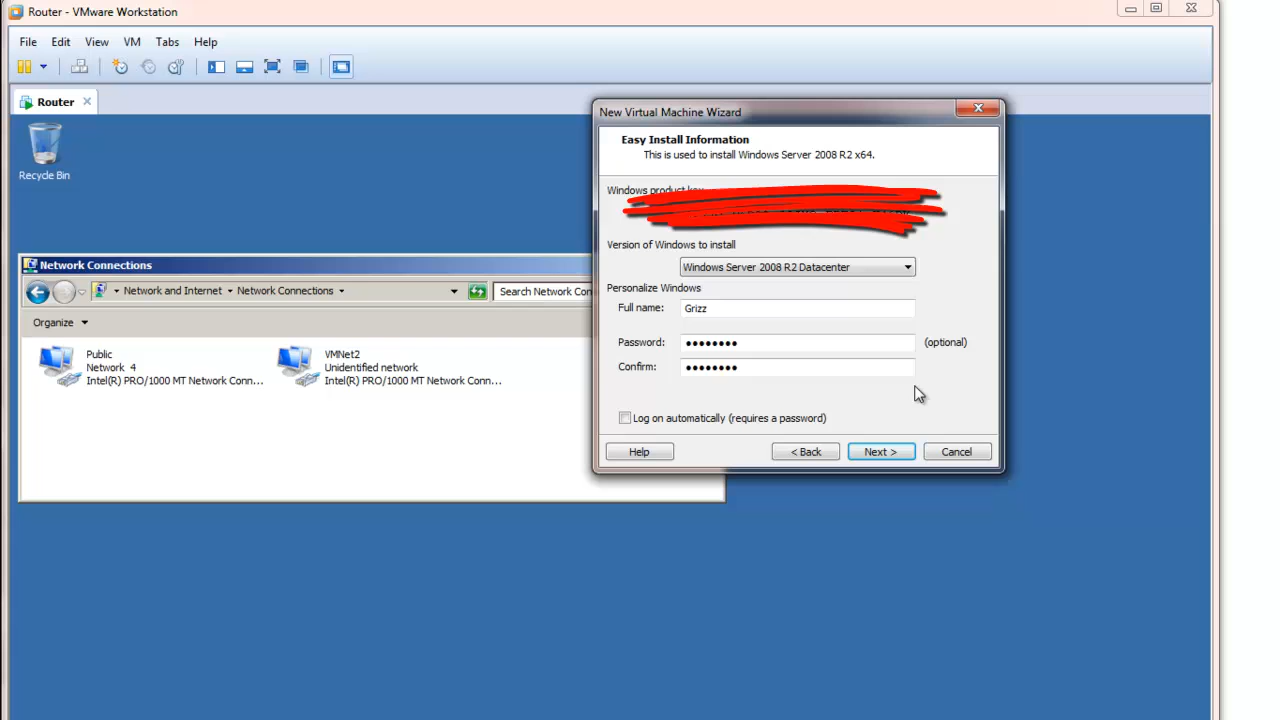 Router - VMware Workstation
File Edit View VM Tabs Help
Router
Recycle Bin
Network Connections
Network and Internet Network Connections
Search Network Con
Organize
Public
Network 4
Intel(R) PRO/1000 MT Network Conn...
VMNet2
Unidentified network
Intel(R) PRO/1000 MT Network Conn...
New Virtual Machine Wizard
Easy Install Information
This is used to install Windows Server 2008 R2 x64.
Windows product key
Version of Windows to install
Windows Server 2008 R2 Datacenter
Personalize Windows
Full name: Grizz
Password: ●●●●●●●● (optional)
Confirm: ●●●●●●●●
Log on automatically (requires a password)
Help < Back Next > Cancel